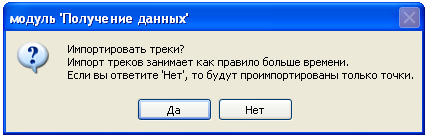 модуль 'Получение данных'
Импортировать треки?
Импорт треков занимает как правило больше времени.
Если вы ответите 'Нет', то будут проимпортированы только точки.
Да
Нет